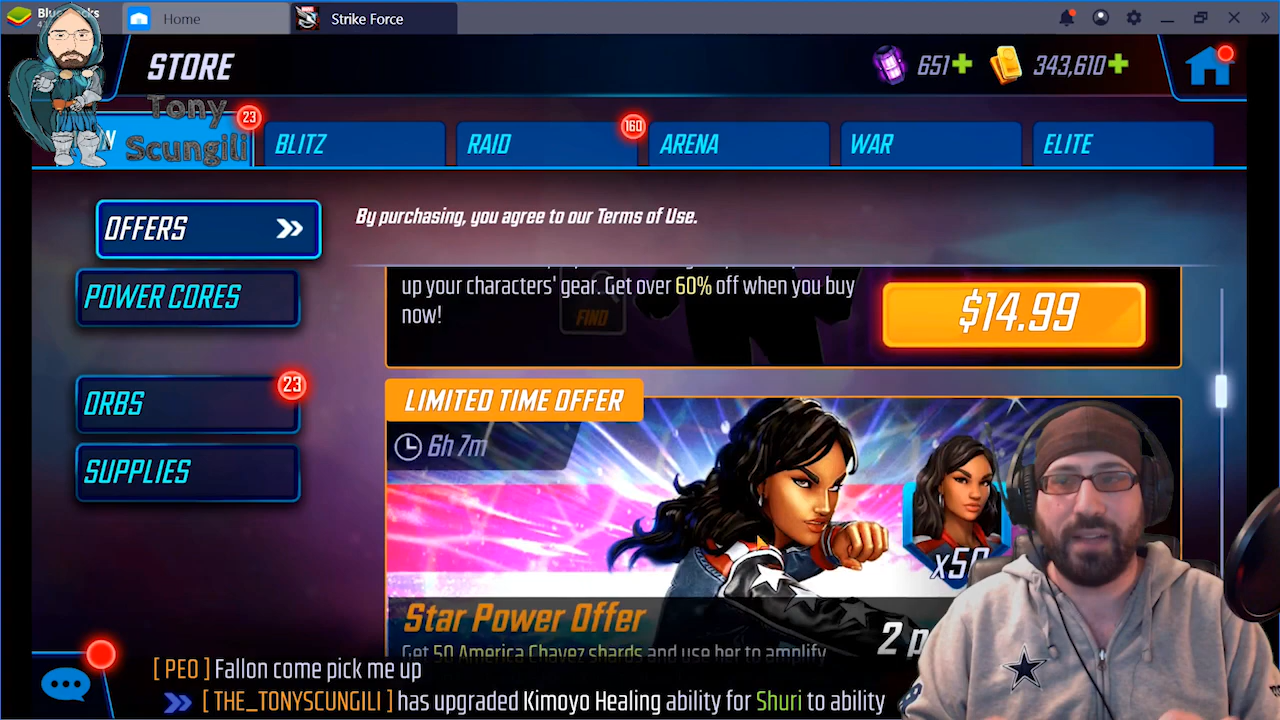 Home
Strike Force
STORE
651
343,610
Tony
Scungili
23
BLITZ
RAID
160
ARENA
WAR
ELITE
OFFERS
By purchasing, you agree to our Terms of Use.
POWER CORES
up your characters' gear. Get over 60% off when you buy
now!
FIND
$14.99
ORBS
23
LIMITED TIME OFFER
6h 7m
SUPPLIES
x50
Star Power Offer
2
Get 50 America Chavez shards and use her to amplify
[ PEO ] Fallon come pick me up
[ THE_TONYSCUNGILI ] has upgraded Kimoyo Healing ability for Shuri to ability